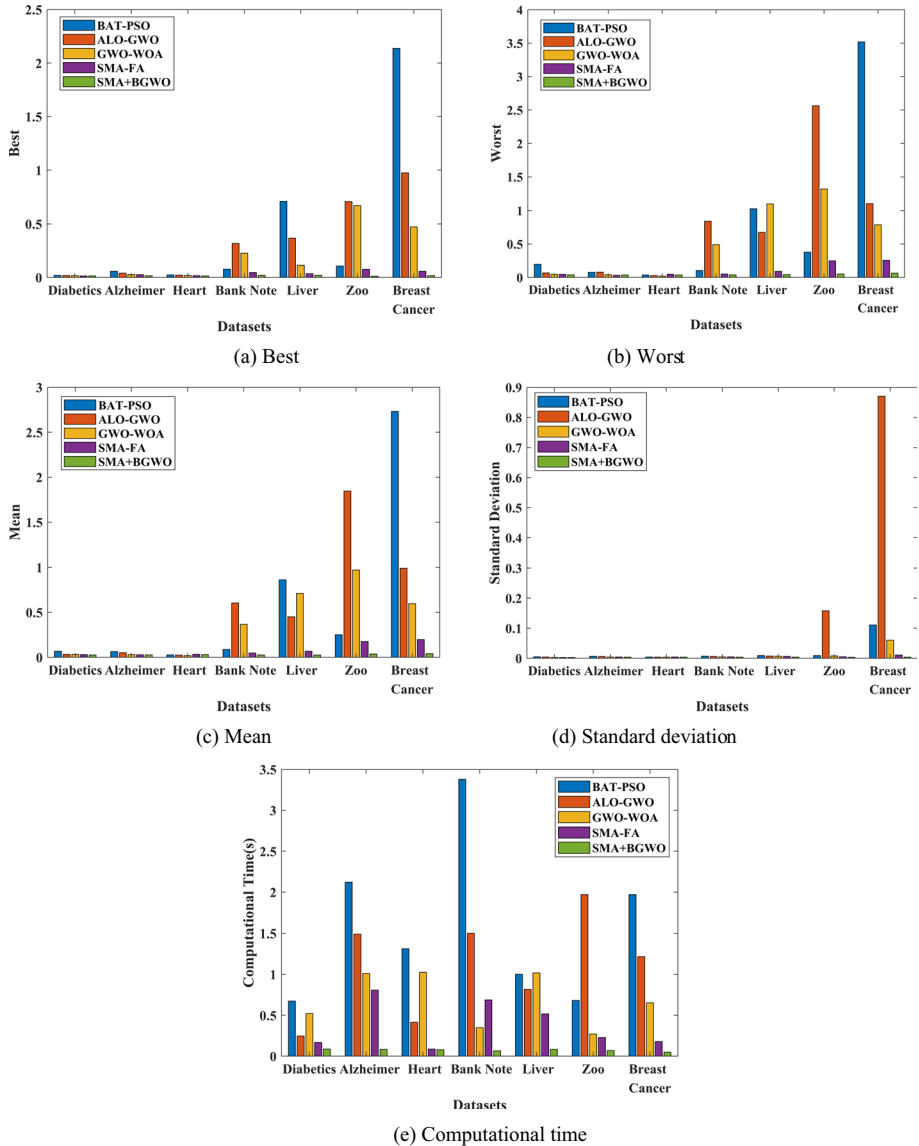 2.5
2
1.5
1
0.5
0
Best
BAT-PSO
ALO-GWO
GWO-WOA
SMA-FA
SMA+BGWO
Diabetics Alzheimer Heart Bank Note Liver Zoo Breast
Cancer
Datasets
(a) Best
4
3.5
3
2.5
2
1.5
1
0.5
0
Worst
BAT-PSO
ALO-GWO
GWO-WOA
SMA-FA
SMA+BGWO
Diabetics Alzheimer Heart Bank Note Liver Zoo Breast
Cancer
Datasets
(b) Worst
3
2.5
2
1.5
1
0.5
0
Mean
BAT-PSO
ALO-GWO
GWO-WOA
SMA-FA
SMA+BGWO
Diabetics Alzheimer Heart Bank Note Liver Zoo Breast
Cancer
Datasets
(c) Mean
0.9
0.8
0.7
0.6
0.5
0.4
0.3
0.2
0.1
0
Standard Deviation
BAT-PSO
ALO-GWO
GWO-WOA
SMA-FA
SMA+BGWO
Diabetics Alzheimer Heart Bank Note Liver Zoo Breast
Cancer
Datasets
(d) Standard deviation
3.5
3
2.5
2
1.5
1
0.5
0
Computational Time(s)
BAT-PSO
ALO-GWO
GWO-WOA
SMA-FA
SMA+BGWO
Diabetics Alzheimer Heart Bank Note Liver Zoo Breast
Cancer
Datasets
(e) Computational time